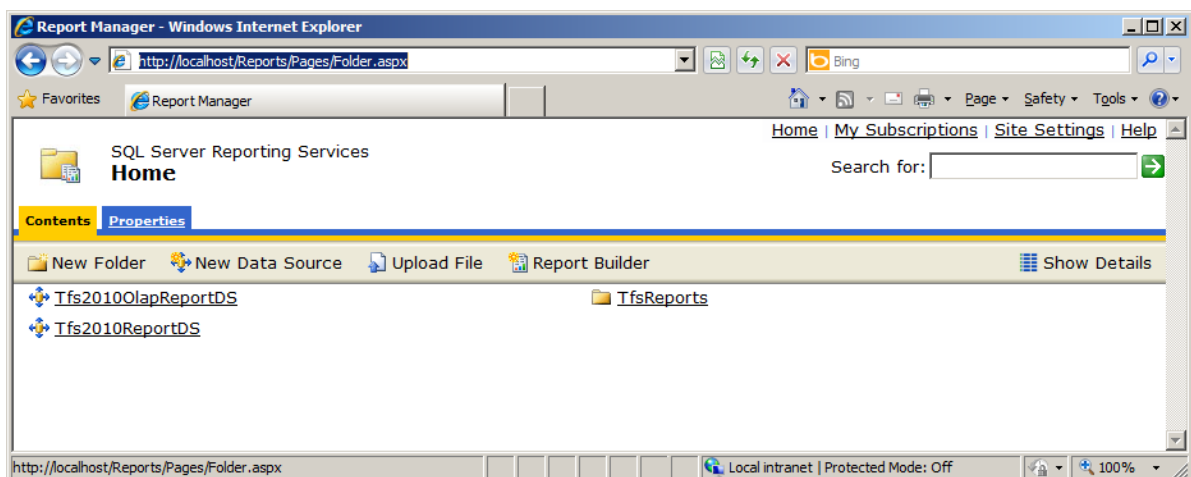 Report Manager - Windows Internet Explorer
http://localhost/Reports/Pages/Folder.aspx
Bing
Favorites Report Manager Page Safety Tools
Home | My Subscriptions | Site Settings | Help
SQL Server Reporting Services
Home
Search for:
Contents Properties
New Folder New Data Source Upload File Report Builder Show Details
Tfs2010OlapReportDS TfsReports
Tfs2010ReportDS
http://localhost/Reports/Pages/Folder.aspx Local intranet | Protected Mode: Off 100%